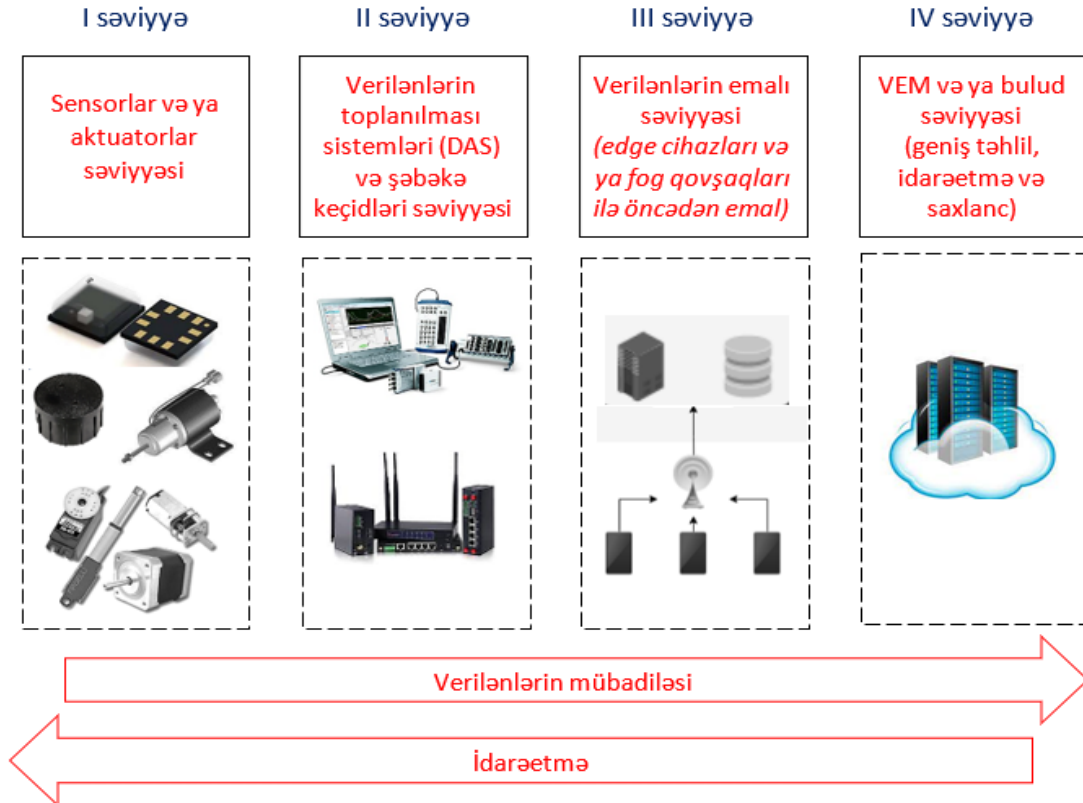 I səviyyə
II səviyyə
III səviyyə
IV səviyyə
Sensorlar və ya
aktuatorlar
səviyyəsi
Verilənlərin
toplanılması
sistemləri (DAS)
və şəbəkə
keçidləri səviyyəsi
Verilənlərin emalı
səviyyəsi
(edge cihazları və
ya fog qovşaqları
ilə öncədən emal)
VEM və ya bulud
səviyyəsi
(geniş təhlil,
idarəetmə və
saxlanc)
Verilənlərin mübadiləsi
İdarəetmə